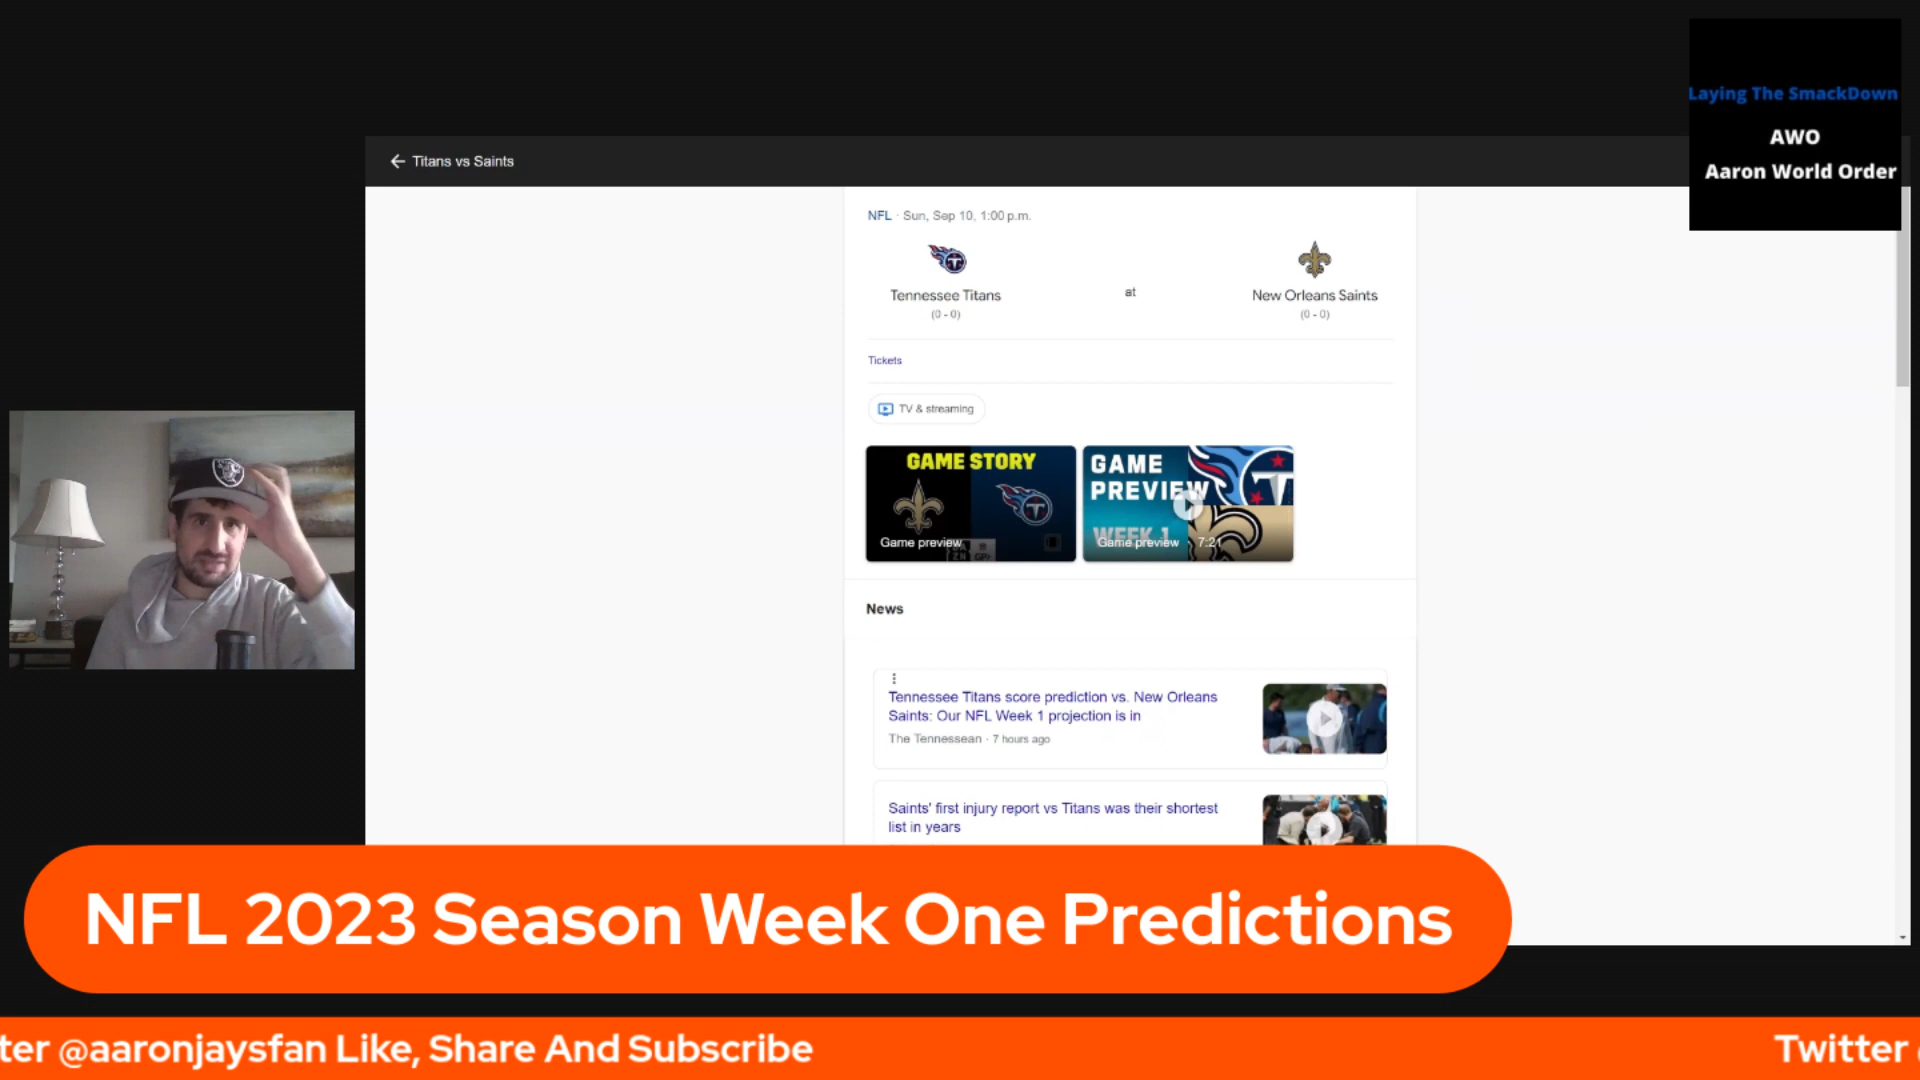 Laying The SmackDown
AWO
Aaron World Order
Titans vs Saints
NFL · Sun, Sep 10, 1:00 p.m.
Tennessee Titans
(0 - 0)
at
New Orleans Saints
(0 - 0)
Tickets
TV & streaming
GAME STORY
Game preview
GAME
PREVIEW
WEEK 1
Game preview · 7:21
News
Tennessee Titans score prediction vs. New Orleans
Saints: Our NFL Week 1 projection is in
The Tennessean · 7 hours ago
Saints' first injury report vs Titans was their shortest
list in years
NFL 2023 Season Week One Predictions
ter @aaronjaysfan Like, Share And Subscribe
Twitter